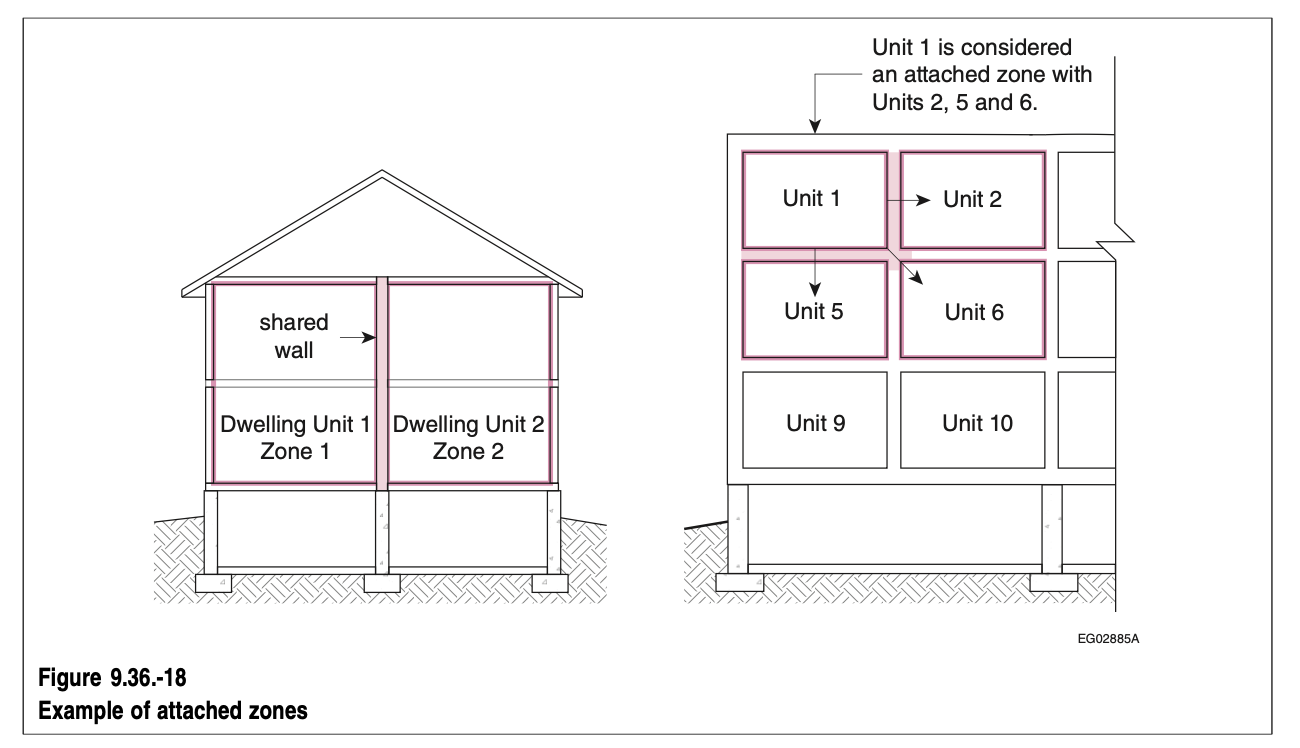 Unit 1 is considered
an attached zone with
Units 2, 5 and 6.
Unit 1
Unit 2
shared
wall
Unit 5
Unit 6
Dwelling Unit 1
Zone 1
Dwelling Unit 2
Zone 2
Unit 9
Unit 10
EG02885A
Figure 9.36.-18
Example of attached zones